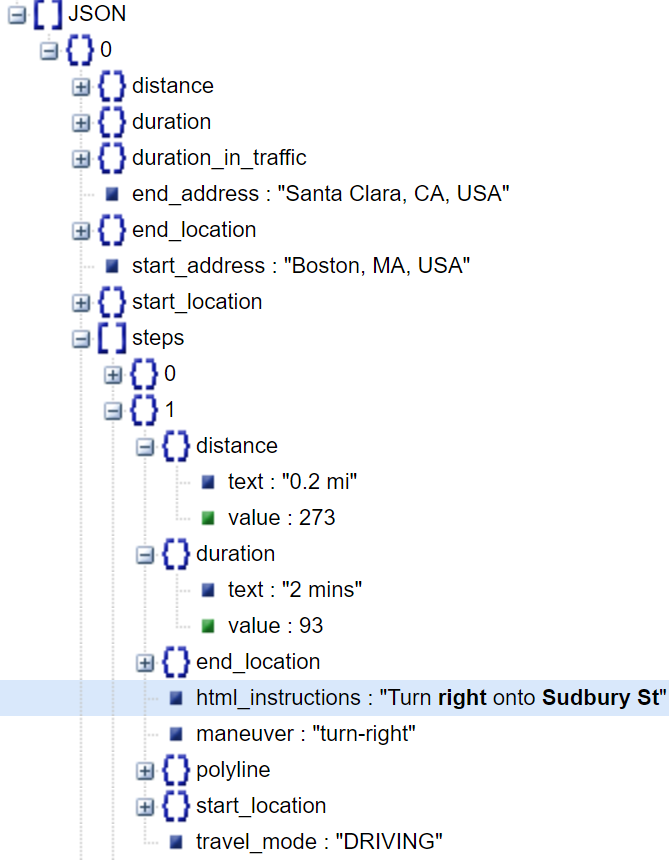 JSON
0
distance
duration
duration_in_traffic
end_address : "Santa Clara, CA, USA"
end_location
start_address : "Boston, MA, USA"
start_location
steps
0
1
distance
text : "0.2 mi"
value : 273
duration
text : "2 mins"
value : 93
end_location
html_instructions : "Turn right onto Sudbury St"
maneuver : "turn-right"
polyline
start_location
travel_mode : "DRIVING"